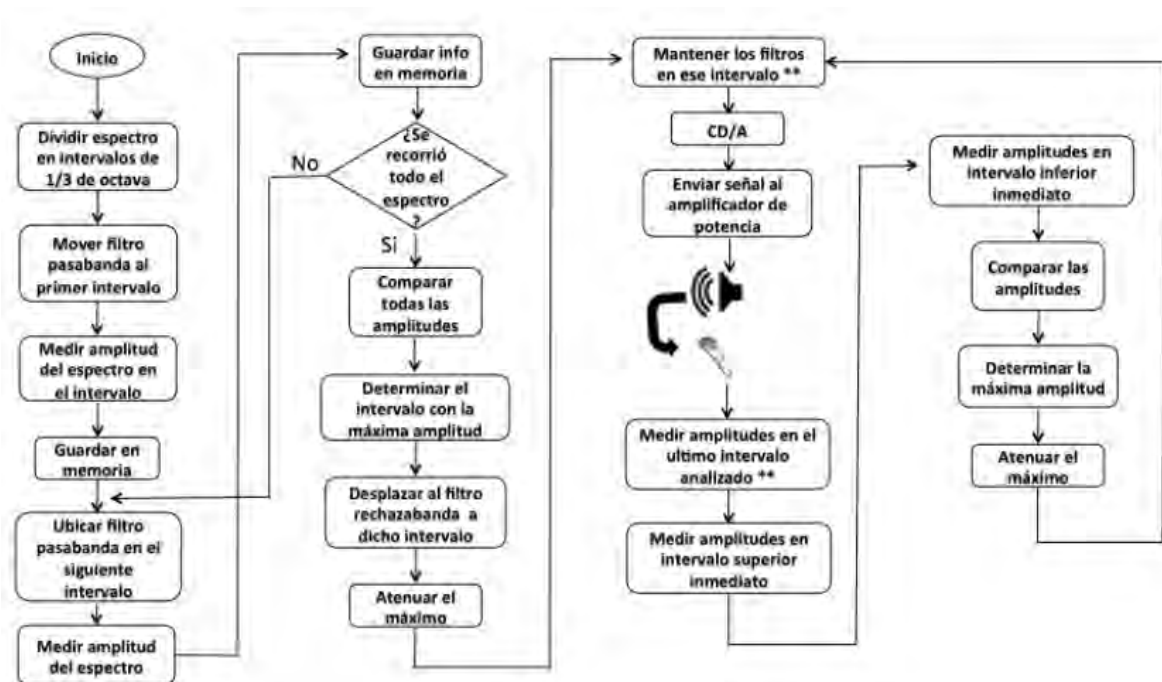 Inicio
Dividir espectro
en intervalos de
1/3 de octava
Mover filtro
pasabanda al
primer intervalo
Medir amplitud
del espectro en
el intervalo
Guardar en
memoria
Ubicar filtro
pasabanda en el
siguiente
intervalo
Medir amplitud
del espectro
Guardar info
en memoria
¿Se
recorrió
todo el
espectro
?
No
Si
Comparar
todas las
amplitudes
Determinar el
intervalo con la
máxima amplitud
Desplazar al filtro
rechazabanda a
dicho intervalo
Atenuar el
máximo
Mantener los filtros
en ese intervalo **
CD/A
Enviar señal al
amplificador de
potencia
Medir amplitudes en el
ultimo intervalo
analizado **
Medir amplitudes en
intervalo superior
inmediato
Medir amplitudes en
intervalo inferior
inmediato
Comparar las
amplitudes
Determinar la
máxima amplitud
Atenuar el
máximo